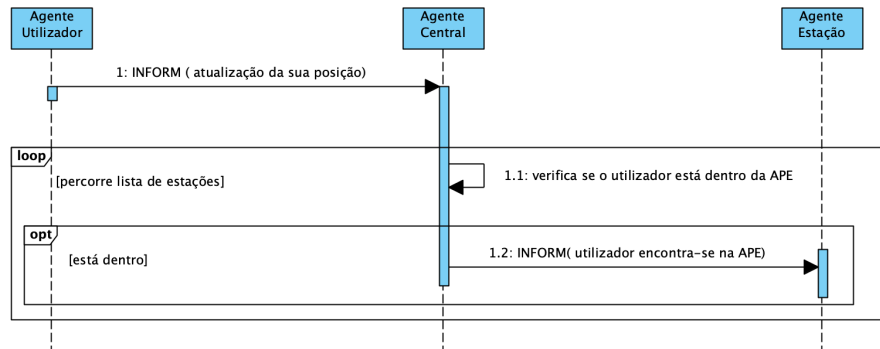 Agente
Utilizador
Agente
Central
Agente
Estação
1: INFORM ( atualização da sua posição)
loop
[percorre lista de estações]
1.1: verifica se o utilizador está dentro da APE
opt
[está dentro]
1.2: INFORM( utilizador encontra-se na APE)